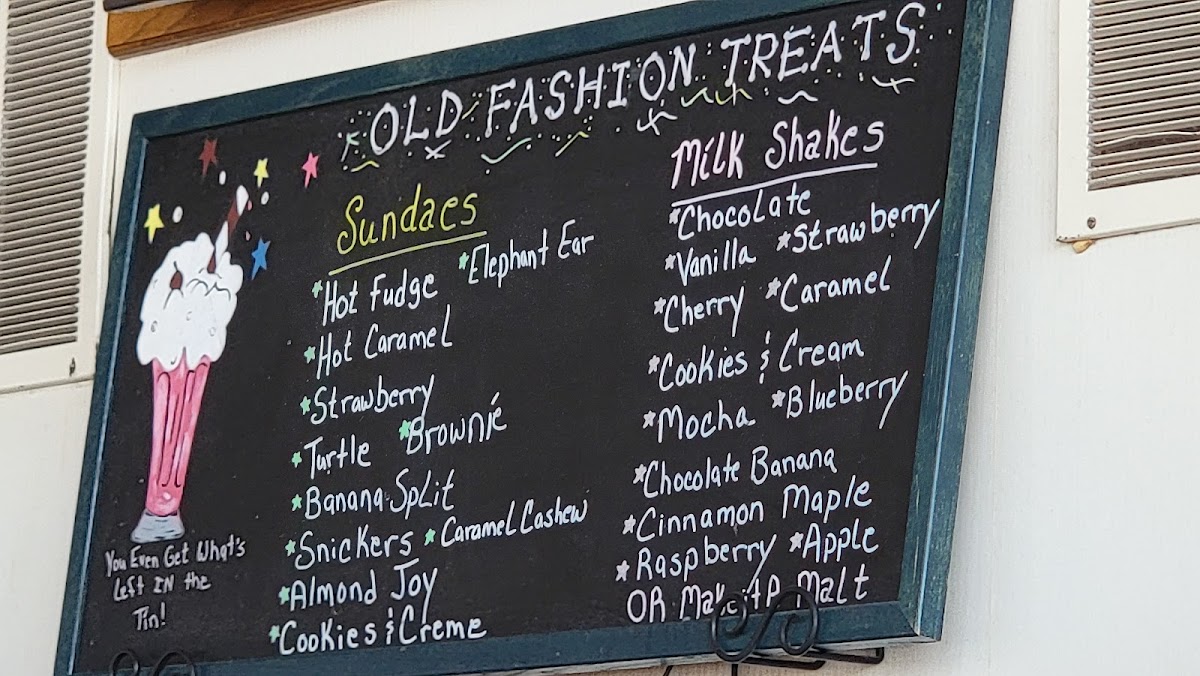 OLD FASHION TREATS
Sundaes
*Hot Fudge *Elephant Ear
*Hot Caramel
*Strawberry
*Turtle *Brownie
*Banana Split
*Snickers *Caramel Cashew
*Almond Joy
*Cookies & Creme
Milk Shakes
*Chocolate
*Vanilla *Strawberry
*Cherry *Caramel
*Cookies & Cream
*Mocha *Blueberry
*Chocolate Banana
*Cinnamon Maple
*Raspberry *Apple
OR Make it A Malt
You Even Get What's
Left IN the
Tin!